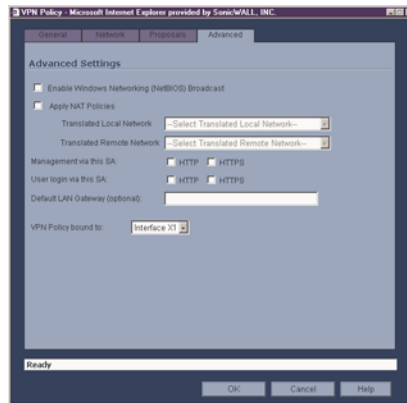 VPN Policy - Microsoft Internet Explorer provided by SonicWALL, INC.
General Network Proposals Advanced
Advanced Settings
Enable Windows Networking (NetBIOS) Broadcast
Apply NAT Policies
Translated Local Network --Select Translated Local Network--
Translated Remote Network --Select Translated Remote Network--
Management via this SA: HTTP HTTPS
User login via this SA: HTTP HTTPS
Default LAN Gateway (optional):
VPN Policy bound to: Interface X1
Ready
OK Cancel Help